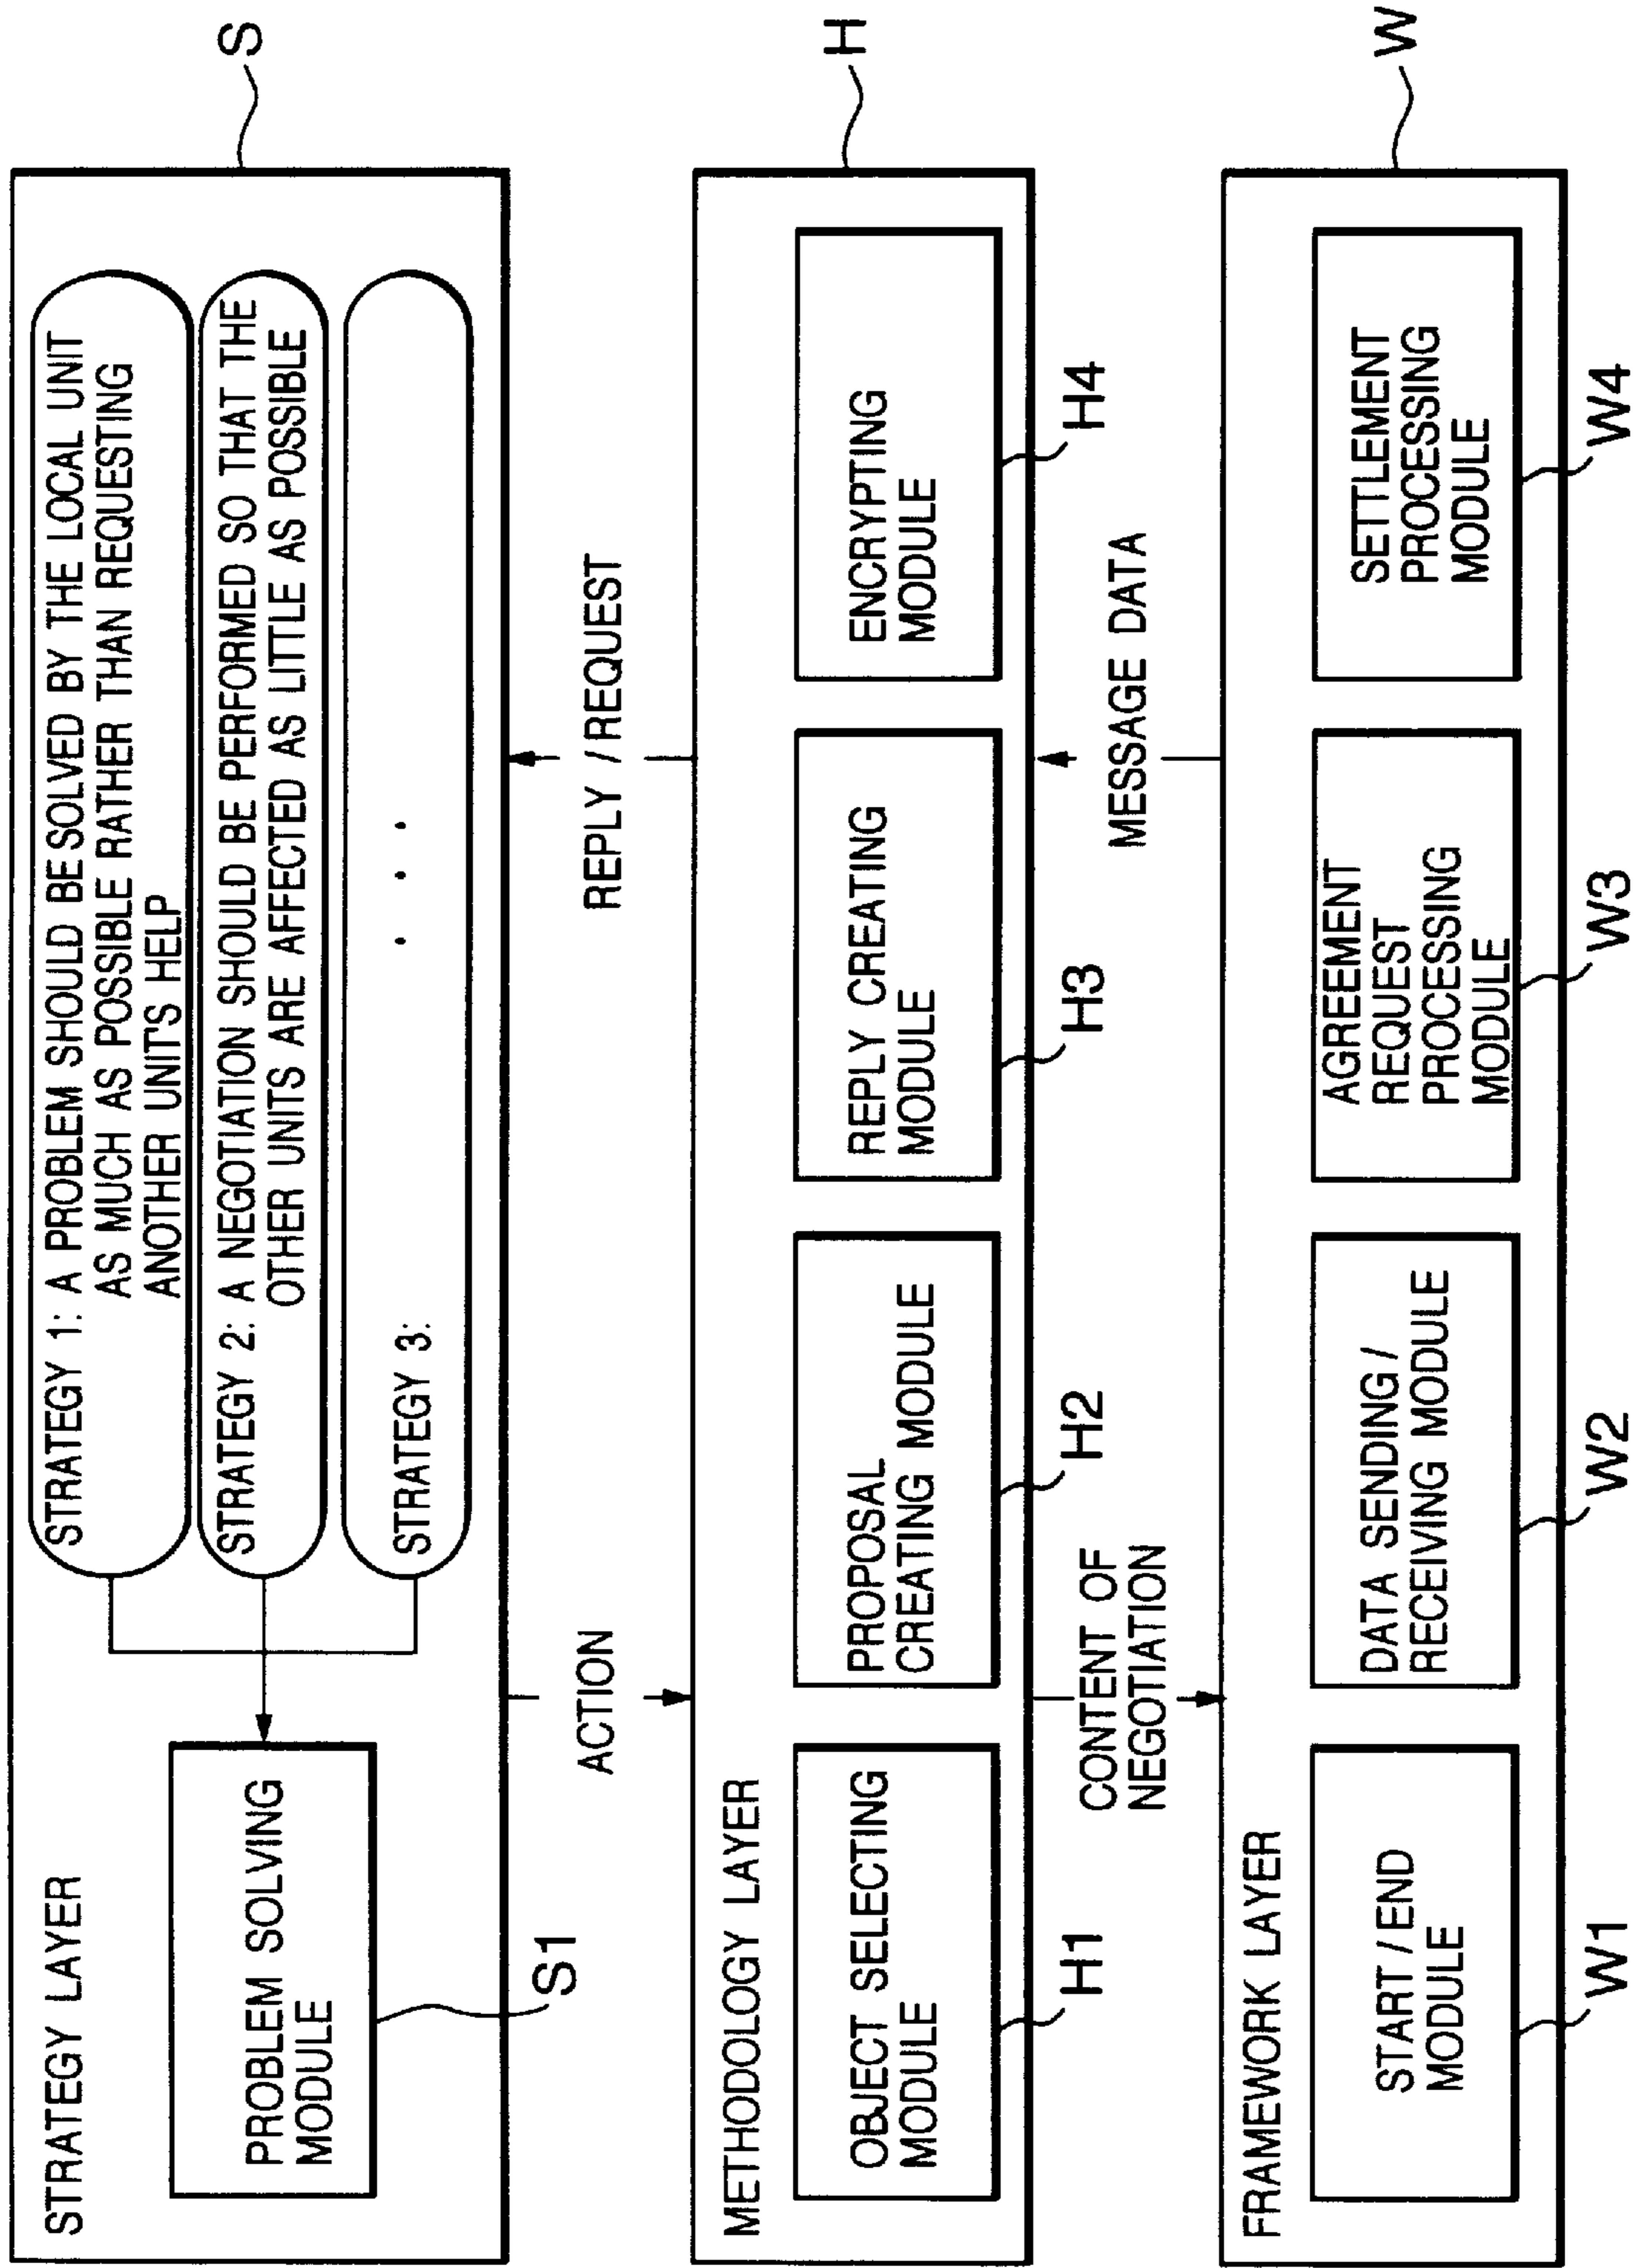 STRATEGY LAYER
S
PROBLEM SOLVING
MODULE
S1
STRATEGY 1: A PROBLEM SHOULD BE SOLVED BY THE LOCAL UNIT
AS MUCH AS POSSIBLE RATHER THAN REQUESTING
ANOTHER UNIT'S HELP
STRATEGY 2: A NEGOTIATION SHOULD BE PERFORMED SO THAT THE
OTHER UNITS ARE AFFECTED AS LITTLE AS POSSIBLE
STRATEGY 3: . . .
ACTION
REPLY / REQUEST
METHODOLOGY LAYER
H
OBJECT SELECTING
MODULE
H1
PROPOSAL
CREATING MODULE
H2
REPLY CREATING
MODULE
H3
ENCRYPTING
MODULE
H4
CONTENT OF
NEGOTIATION
MESSAGE DATA
FRAMEWORK LAYER
W
START / END
MODULE
W1
DATA SENDING /
RECEIVING MODULE
W2
AGREEMENT
REQUEST
PROCESSING
MODULE
W3
SETTLEMENT
PROCESSING
MODULE
W4